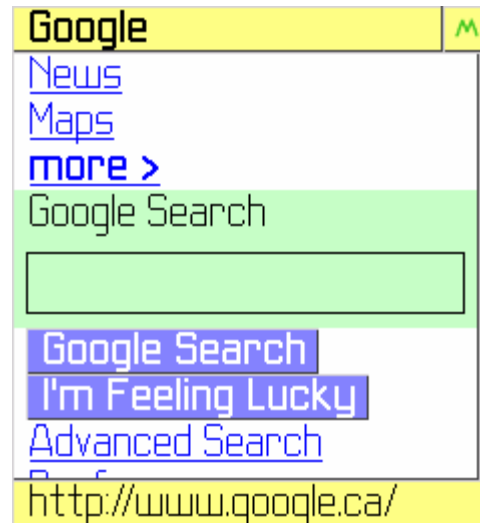 Google
News
Maps
more >
Google Search
Google Search
I'm Feeling Lucky
Advanced Search
http://www.google.ca/